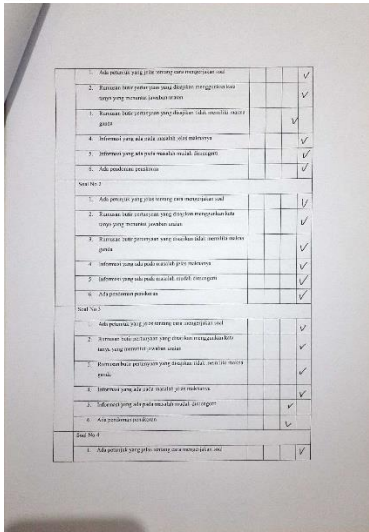 1. Ada petunjuk yang jelas tentang cara mengerjakan soal
2. Rumusan butir pertanyaan yang disajikan menggunakan kata
tanya yang menuntut jawaban uraian
3. Rumusan butir pertanyaan yang disajikan tidak memiliki makna
ganda
4. Informasi yang ada pada masalah jelas maknanya
5. Informasi yang ada pada masalah mudah dimengerti
6. Ada pedoman penskoran
Soal No 2
1. Ada petunjuk yang jelas tentang cara mengerjakan soal
2. Rumusan butir pertanyaan yang disajikan menggunakan kata
tanya yang menuntut jawaban uraian
3. Rumusan butir pertanyaan yang disajikan tidak memiliki makna
ganda
4. Informasi yang ada pada masalah jelas maknanya
5. Informasi yang ada pada masalah mudah dimengerti
6. Ada pedoman penskoran
Soal No 3
1. Ada petunjuk yang jelas tentang cara mengerjakan soal
2. Rumusan butir pertanyaan yang disajikan menggunakan kata
tanya yang menuntut jawaban uraian
3. Rumusan butir pertanyaan yang disajikan tidak memiliki makna
ganda
4. Informasi yang ada pada masalah jelas maknanya
5. Informasi yang ada pada masalah mudah dimengerti
6. Ada pedoman penskoran
Soal No 4
1. Ada petunjuk yang jelas tentang cara mengerjakan soal